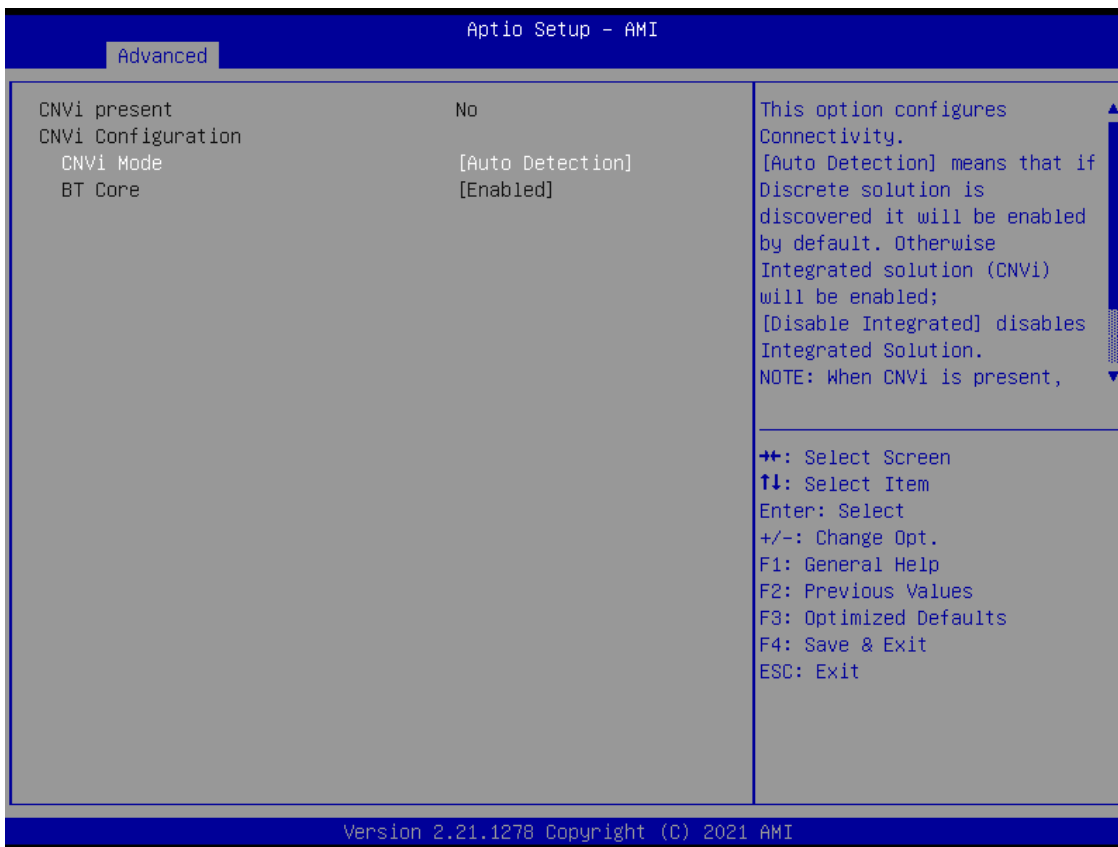 Aptio Setup – AMI
Advanced
CNVi present No
CNVi Configuration
CNVi Mode [Auto Detection]
BT Core [Enabled]
This option configures
Connectivity.
[Auto Detection] means that if
Discrete solution is
discovered it will be enabled
by default. Otherwise
Integrated solution (CNVi)
will be enabled;
[Disable Integrated] disables
Integrated Solution.
NOTE: When CNVi is present,
→←: Select Screen
↑↓: Select Item
Enter: Select
+/-: Change Opt.
F1: General Help
F2: Previous Values
F3: Optimized Defaults
F4: Save & Exit
ESC: Exit
Version 2.21.1278 Copyright (C) 2021 AMI